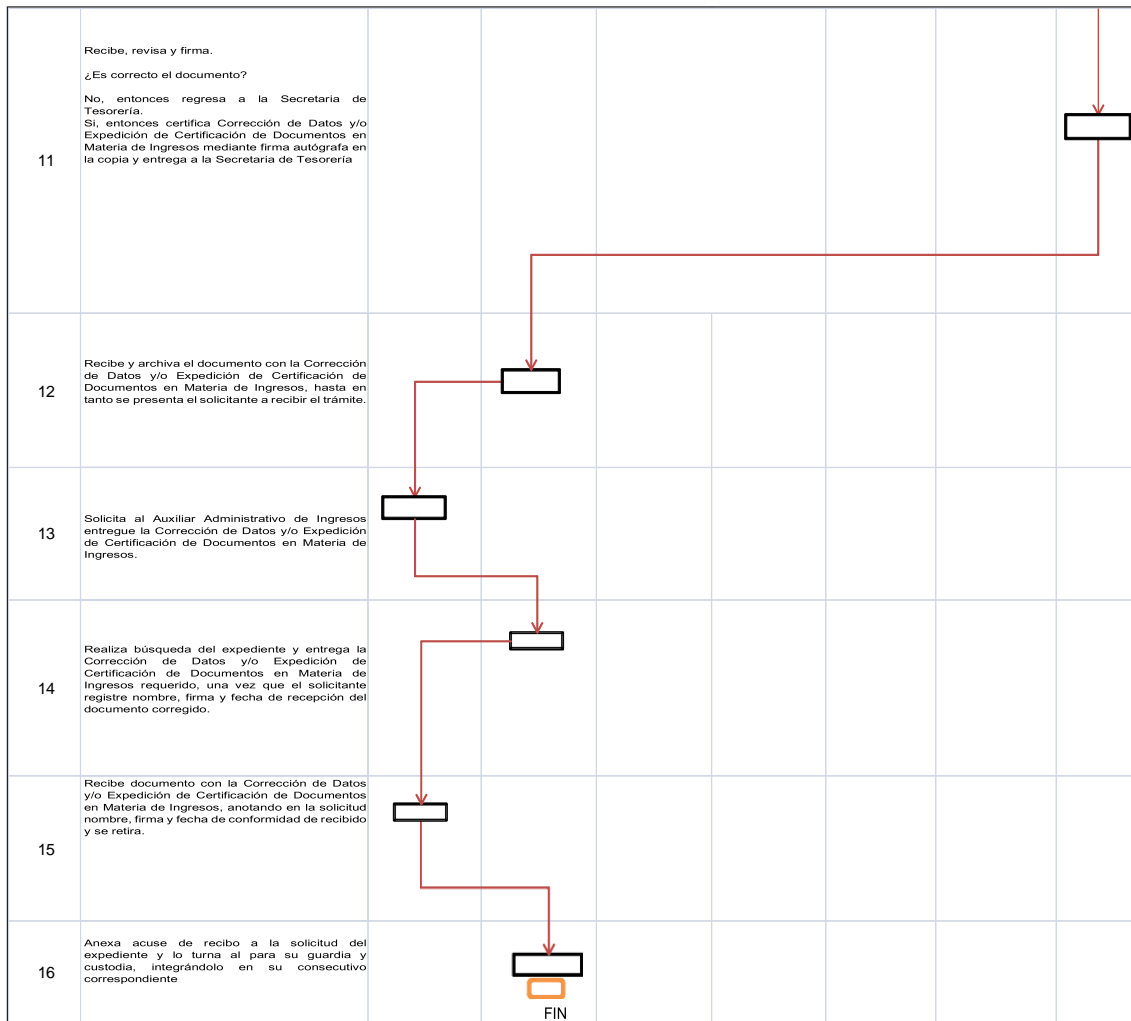 Recibe, revisa y firma.
¿Es correcto el documento?
No, entonces regresa a la Secretaria de
Tesorería.
Si, entonces certifica Corrección de Datos y/o
Expedición de Certificación de Documentos en
Materia de Ingresos mediante firma autógrafa en
la copia y entrega a la Secretaria de Tesorería
11
Recibe y archiva el documento con la Corrección
de Datos y/o Expedición de Certificación de
Documentos en Materia de Ingresos, hasta en
tanto se presenta el solicitante a recibir el trámite.
12
Solicita al Auxiliar Administrativo de Ingresos
entregue la Corrección de Datos y/o Expedición
de Certificación de Documentos en Materia de
Ingresos.
13
Realiza búsqueda del expediente y entrega la
Corrección de Datos y/o Expedición de
Certificación de Documentos en Materia de
Ingresos requerido, una vez que el solicitante
registre nombre, firma y fecha de recepción del
documento corregido.
14
Recibe documento con la Corrección de Datos
y/o Expedición de Certificación de Documentos
en Materia de Ingresos, anotando en la solicitud
nombre, firma y fecha de conformidad de recibido
y se retira.
15
Anexa acuse de recibo a la solicitud del
expediente y lo turna al para su guardia y
custodia, integrándolo en su consecutivo
correspondiente
16
FIN